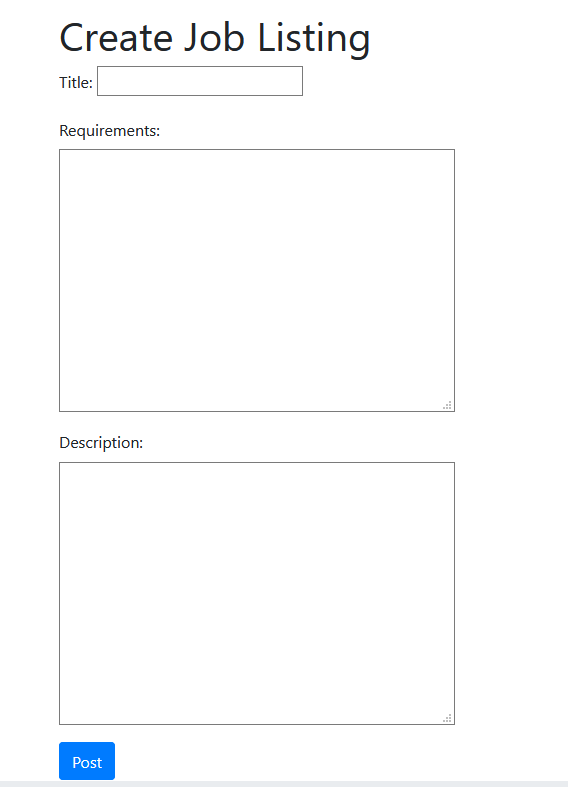 Create Job Listing
Title:
Requirements:
Description:
Post